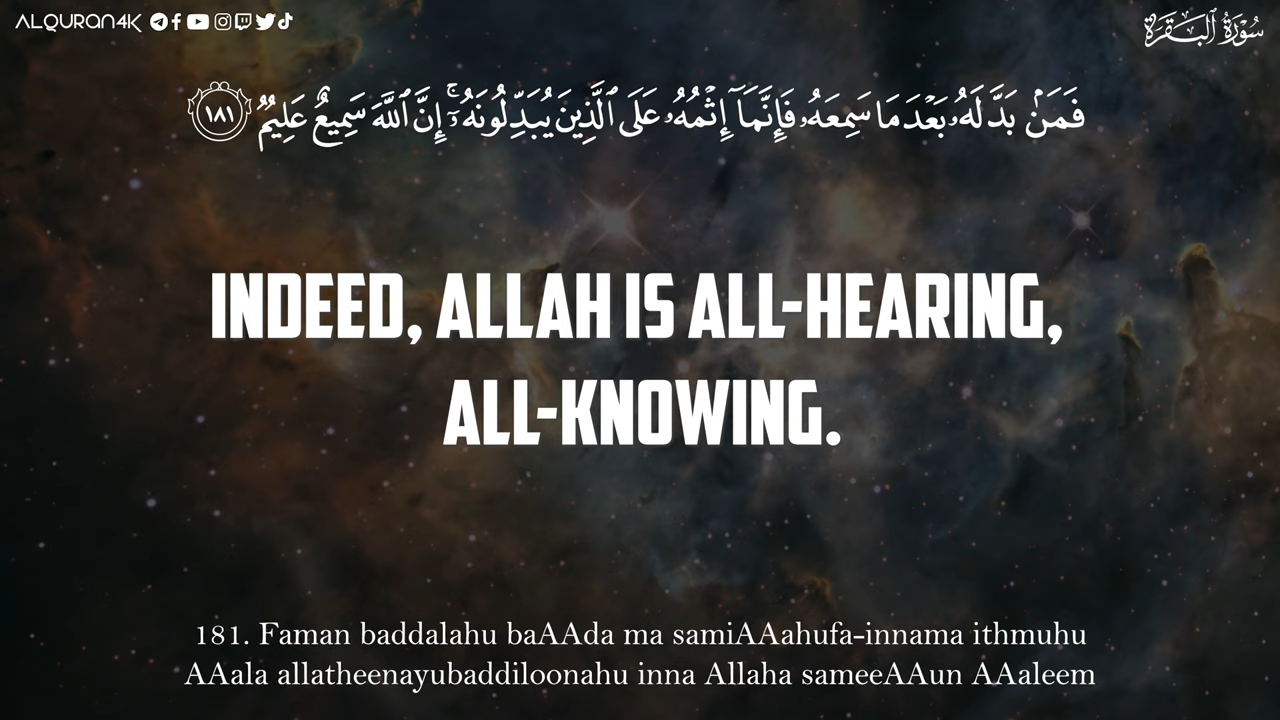 ALQURAN4K
سُورَةُ ٱلْبَقَرَةِ
فَمَنۢ بَدَّلَهُۥ بَعْدَمَا سَمِعَهُۥ فَإِنَّمَآ إِثْمُهُۥ عَلَى ٱلَّذِينَ يُبَدِّلُونَهُۥٓ ۚ إِنَّ ٱللَّهَ سَمِيعٌ عَلِيمٌ ١٨١
INDEED, ALLAH IS ALL-HEARING,
ALL-KNOWING.
181. Faman baddalahu baAAda ma samiAAahufa-innama ithmuhu
AAala allatheenayubaddiloonahu inna Allaha sameeAAun AAaleem